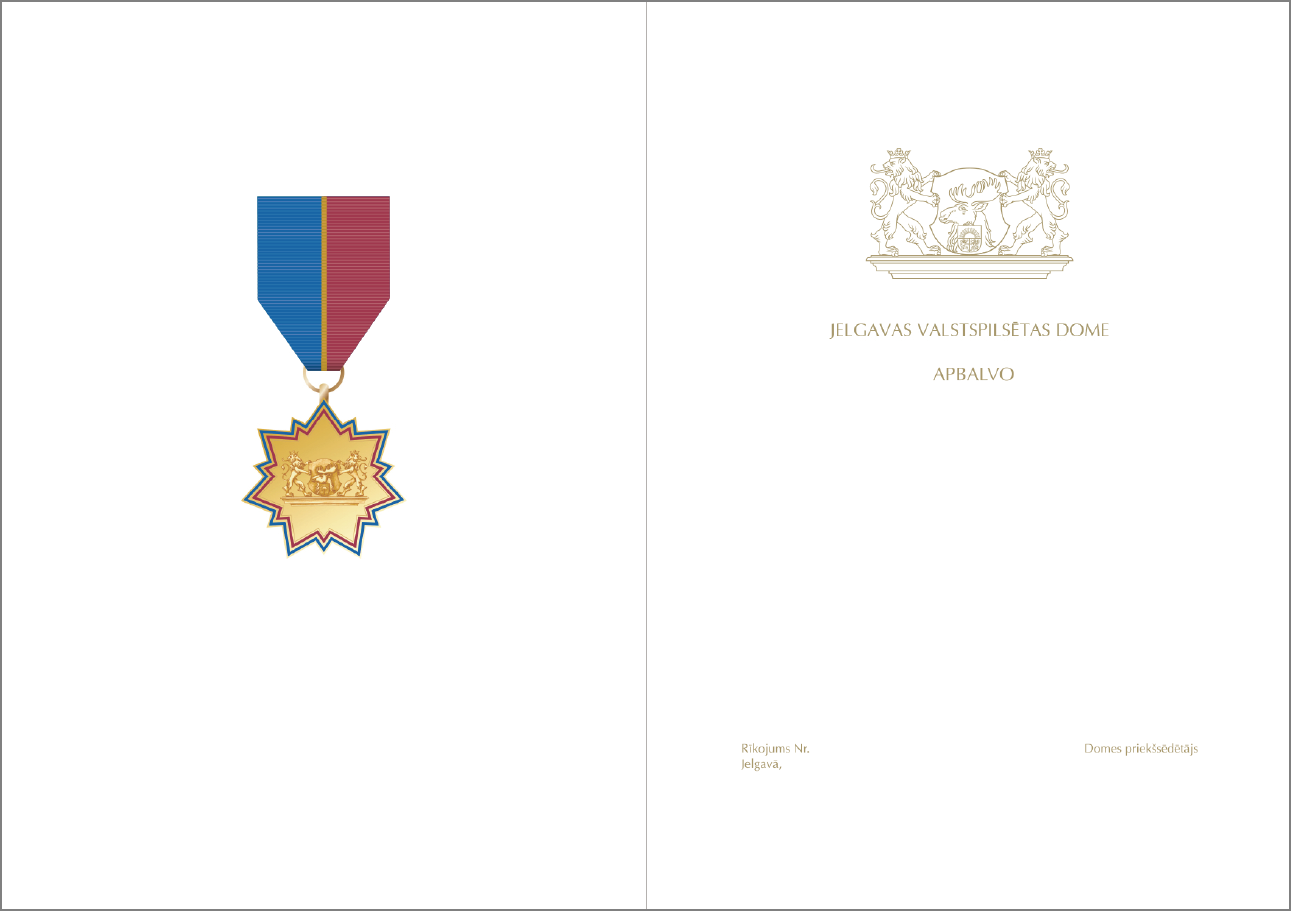 JELGAVAS VALSTSPILSĒTAS DOME
APBALVO
Rīkojums Nr.
Jelgavā,
Domes priekšsēdētājs